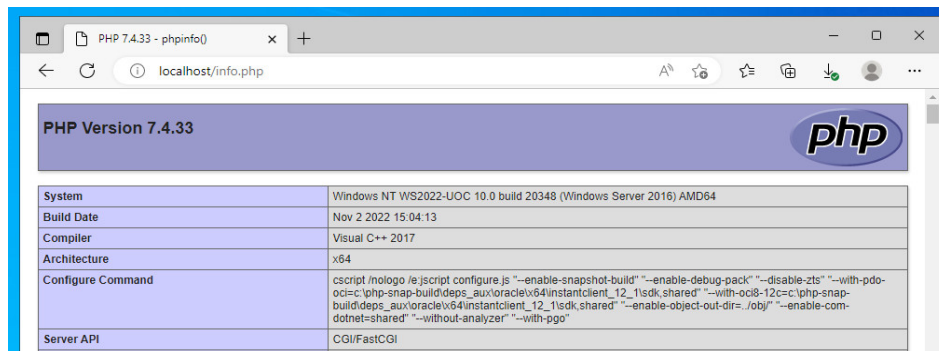 PHP 7.4.33 - phpinfo()
localhost/info.php
PHP Version 7.4.33
php
System Windows NT WS2022-UOC 10.0 build 20348 (Windows Server 2016) AMD64
Build Date Nov 2 2022 15:04:13
Compiler Visual C++ 2017
Architecture x64
Configure Command cscript /nologo /e:jscript configure.js "--enable-snapshot-build" "--enable-debug-pack" "--disable-zts" "--with-pdo-
oci=c:\php-snap-build\deps_aux\oracle\x64\instantclient_12_1\sdk,shared" "--with-oci8-12c=c:\php-snap-
build\deps_aux\oracle\x64\instantclient_12_1\sdk,shared" "--enable-object-out-dir=../obj/" "--enable-com-
dotnet=shared" "--without-analyzer" "--with-pgo"
Server API CGI/FastCGI